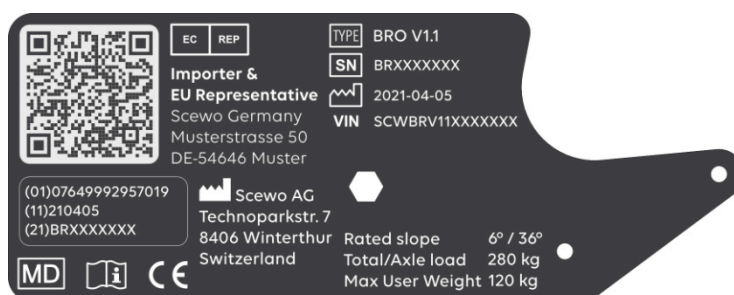 EC REP
Importer &
EU Representative
Scewo Germany
Musterstrasse 50
DE-54646 Muster
TYPE BRO V1.1
SN BRXXXXXXX
2021-04-05
VIN SCWBRV11XXXXXXX
(01)07649992957019
(11)210405
(21)BRXXXXXXX
Scewo AG
Technoparkstr. 7
8406 Winterthur
Switzerland
Rated slope 6° / 36°
Total/Axle load 280 kg
Max User Weight 120 kg
MD i CE